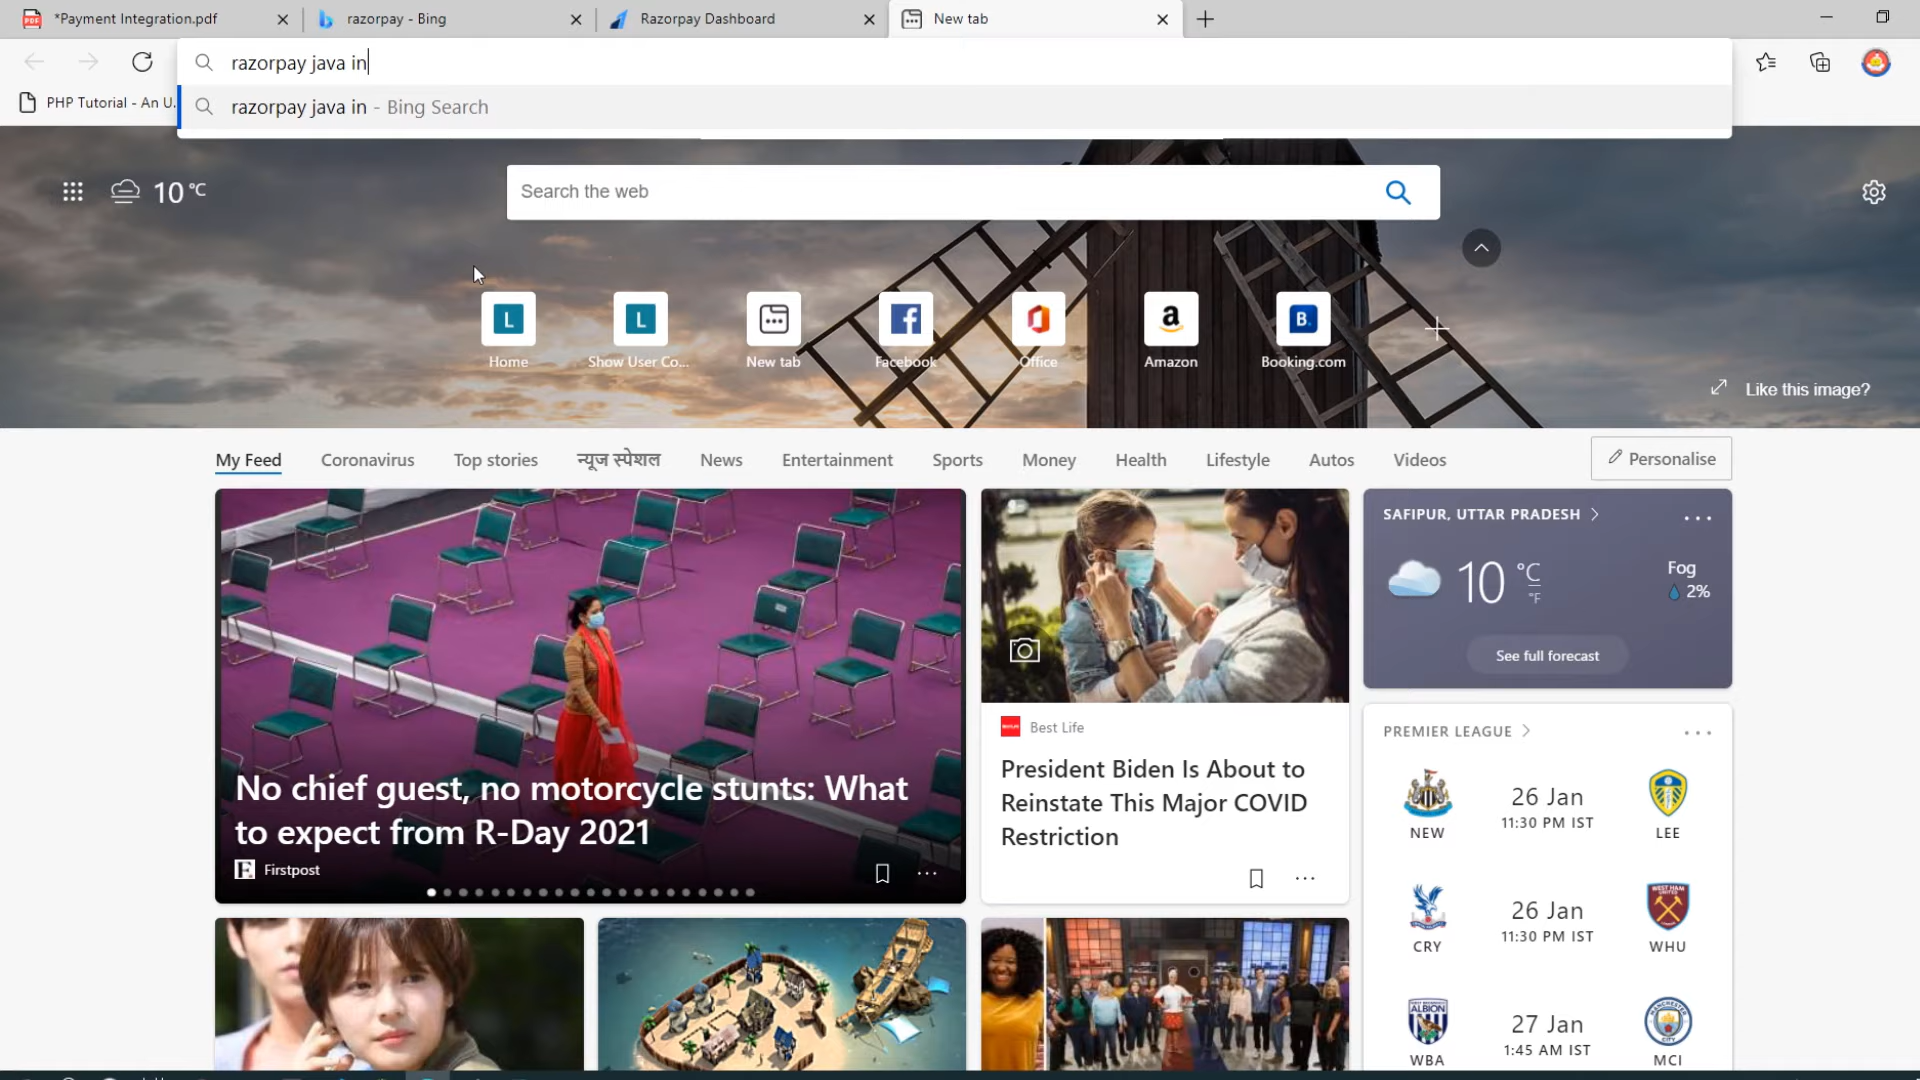 *Payment Integration.pdf
razorpay - Bing
Razorpay Dashboard
New tab
razorpay java in
PHP Tutorial - An U...
razorpay java in - Bing Search
10 °C
Search the web
Home
Show User Co...
New tab
Facebook
Office
Amazon
Booking.com
Like this image?
My Feed
Coronavirus
Top stories
न्यूज स्पेशल
News
Entertainment
Sports
Money
Health
Lifestyle
Autos
Videos
Personalise
No chief guest, no motorcycle stunts: What
to expect from R-Day 2021
Firstpost
Best Life
President Biden Is About to
Reinstate This Major COVID
Restriction
SAFIPUR, UTTAR PRADESH
10 °C
°F
Fog
2%
See full forecast
PREMIER LEAGUE
26 Jan
11:30 PM IST
NEW
LEE
26 Jan
11:30 PM IST
CRY
WHU
27 Jan
1:45 AM IST
WBA
MCI